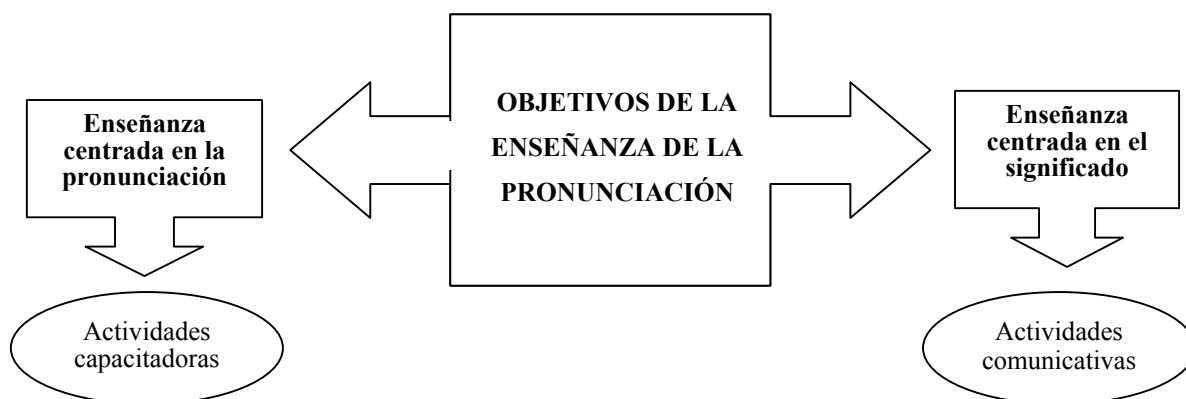 OBJETIVOS DE LA
ENSEÑANZA DE LA
PRONUNCIACIÓN
Enseñanza
centrada en la
pronunciación
Actividades
capacitadoras
Enseñanza
centrada en el
significado
Actividades
comunicativas